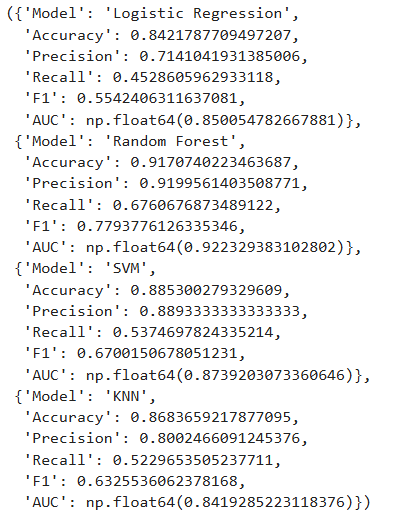 ({'Model': 'Logistic Regression',
'Accuracy': 0.8421787709497207,
'Precision': 0.7141041931385006,
'Recall': 0.4528605962933118,
'F1': 0.5542406311637081,
'AUC': np.float64(0.850054782667881)},
{'Model': 'Random Forest',
'Accuracy': 0.9170740223463687,
'Precision': 0.9199561403508771,
'Recall': 0.6760676873489122,
'F1': 0.7793776126335346,
'AUC': np.float64(0.922329383102802)},
{'Model': 'SVM',
'Accuracy': 0.885300279329609,
'Precision': 0.8893333333333333,
'Recall': 0.5374697824335214,
'F1': 0.6700150678051231,
'AUC': np.float64(0.8739203073360646)},
{'Model': 'KNN',
'Accuracy': 0.8683659217877095,
'Precision': 0.8002466091245376,
'Recall': 0.5229653505237711,
'F1': 0.6325536062378168,
'AUC': np.float64(0.8419285223118376)})